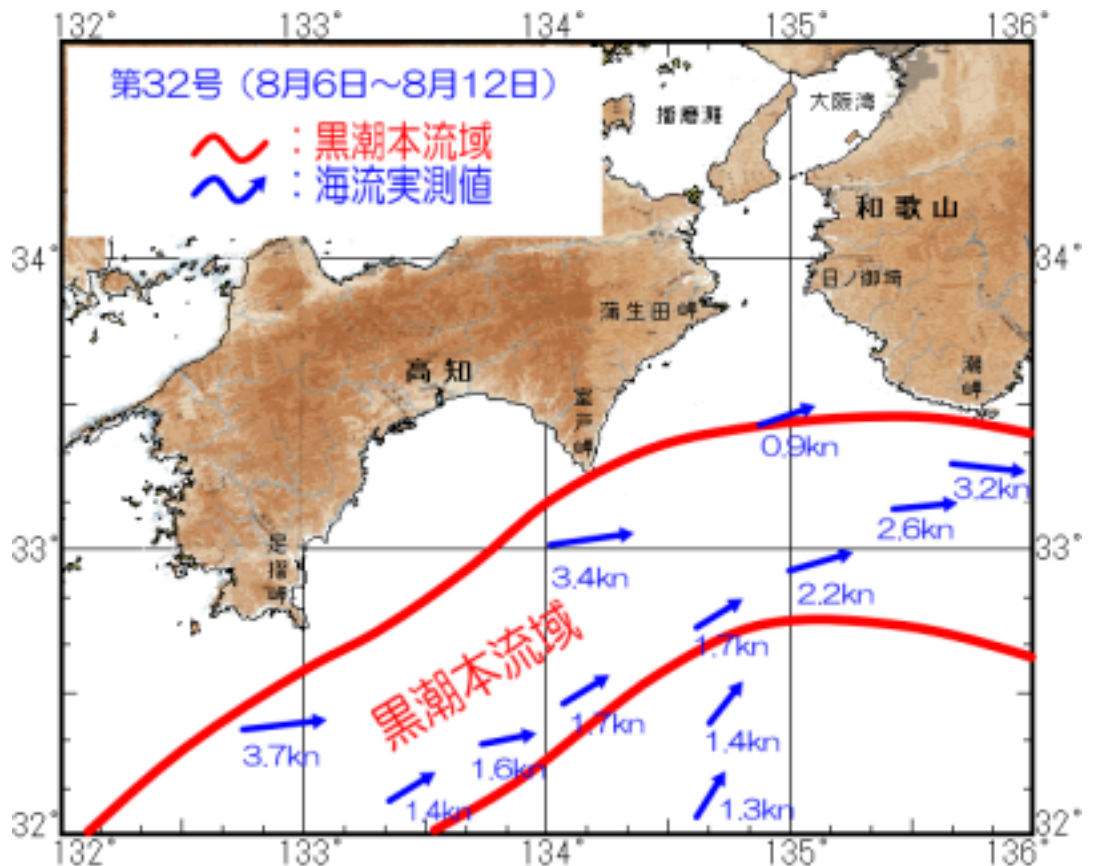 132° 133° 134° 135° 136°
第32号（8月6日～8月12日）
：黒潮本流域
：海流実測値
播磨灘
大阪湾
和歌山
34° 34°
日ノ御埼
蒲生田岬
高知
潮岬
室戸岬
0.9kn
3.2kn
2.6kn
33° 33°
足摺岬
3.4kn
2.2kn
1.7kn
黒潮本流域
1.7kn
1.4kn
3.7kn
1.6kn
1.4kn
1.3kn
32° 32°
132° 133° 134° 135° 136°